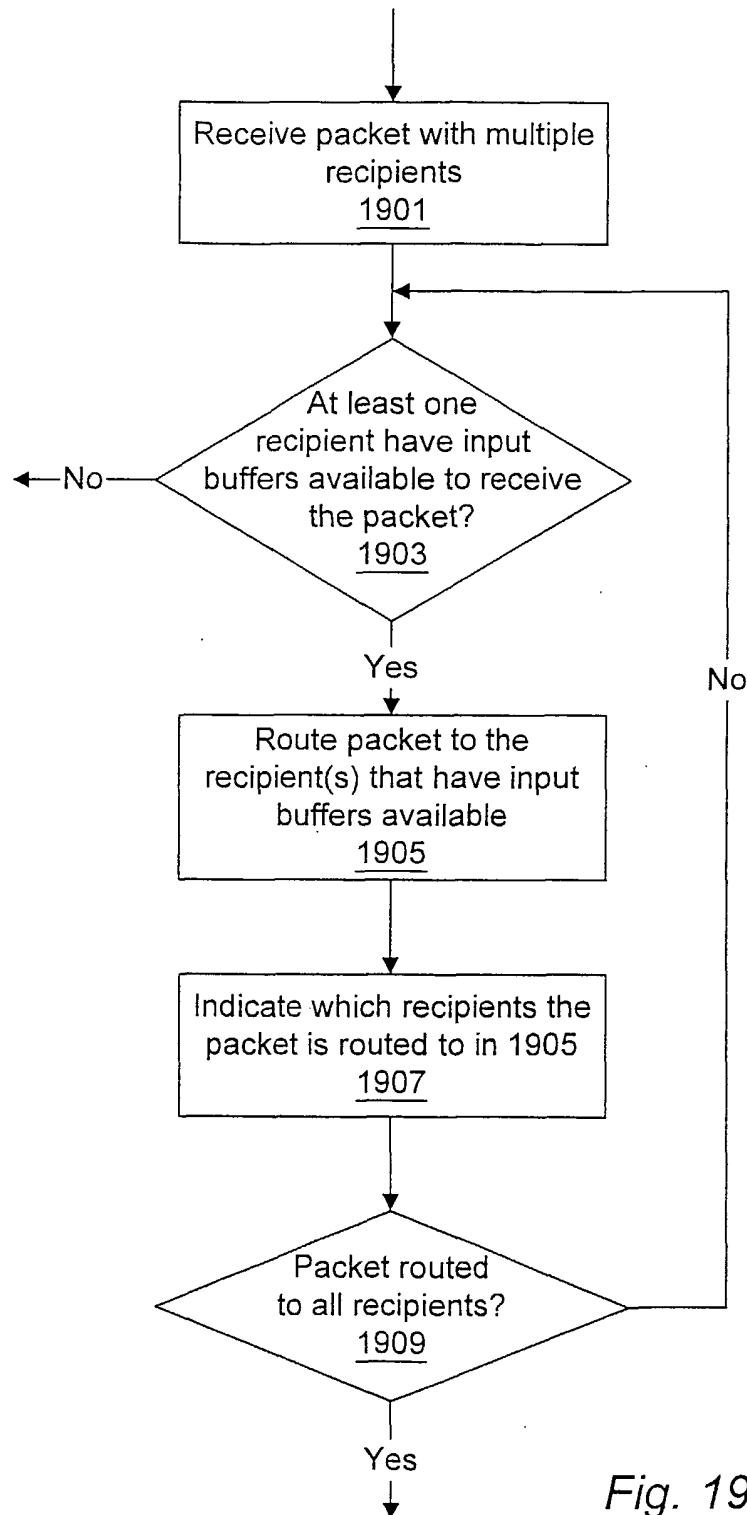 Receive packet with multiple
recipients
1901
At least one
recipient have input
buffers available to receive
the packet?
1903
No
Yes
No
Route packet to the
recipient(s) that have input
buffers available
1905
Indicate which recipients the
packet is routed to in 1905
1907
Packet routed
to all recipients?
1909
Yes
Fig. 19